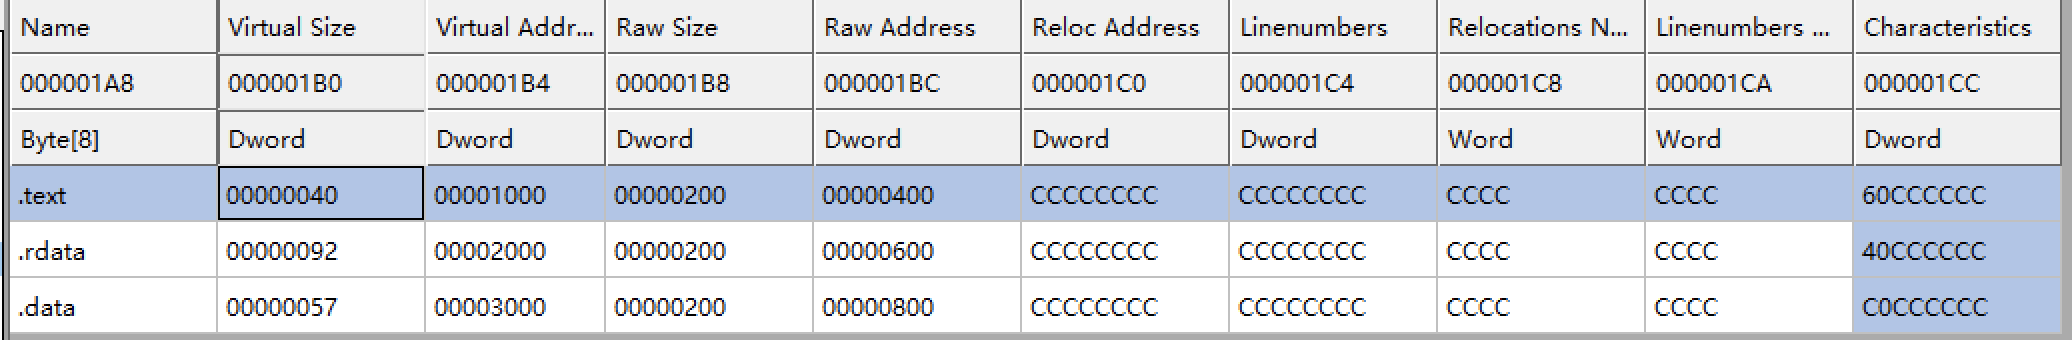 Name Virtual Size Virtual Addr... Raw Size Raw Address Reloc Address Linenumbers Relocations N... Linenumbers ... Characteristics
000001A8 000001B0 000001B4 000001B8 000001BC 000001C0 000001C4 000001C8 000001CA 000001CC
Byte[8] Dword Dword Dword Dword Dword Dword Word Word Dword
.text 00000040 00001000 00000200 00000400 CCCCCCCC CCCCCCCC CCCC CCCC 60CCCCCC
.rdata 00000092 00002000 00000200 00000600 CCCCCCCC CCCCCCCC CCCC CCCC 40CCCCCC
.data 00000057 00003000 00000200 00000800 CCCCCCCC CCCCCCCC CCCC CCCC C0CCCCCC